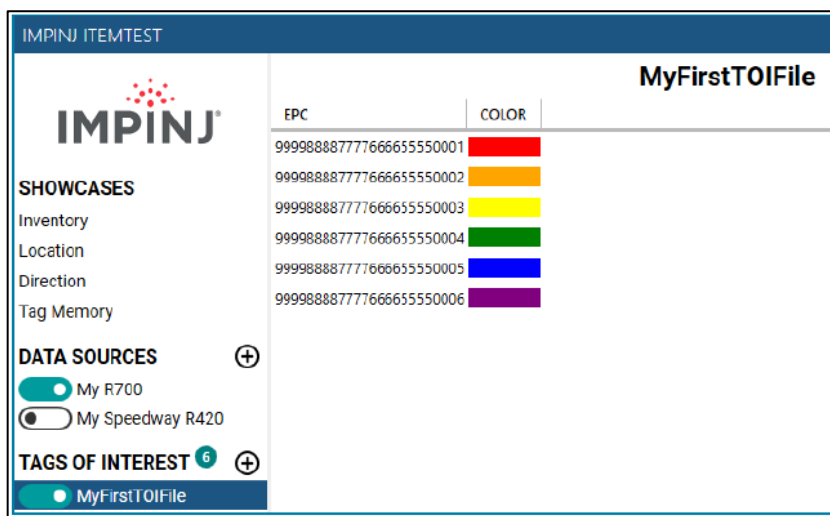 IMPINJ ITEMTEST
IMPINJ
SHOWCASES
Inventory
Location
Direction
Tag Memory
DATA SOURCES
My R700
My Speedway R420
TAGS OF INTEREST 6
MyFirstTOIFile
MyFirstTOIFile
EPC COLOR
999988887777666655550001
999988887777666655550002
999988887777666655550003
999988887777666655550004
999988887777666655550005
999988887777666655550006